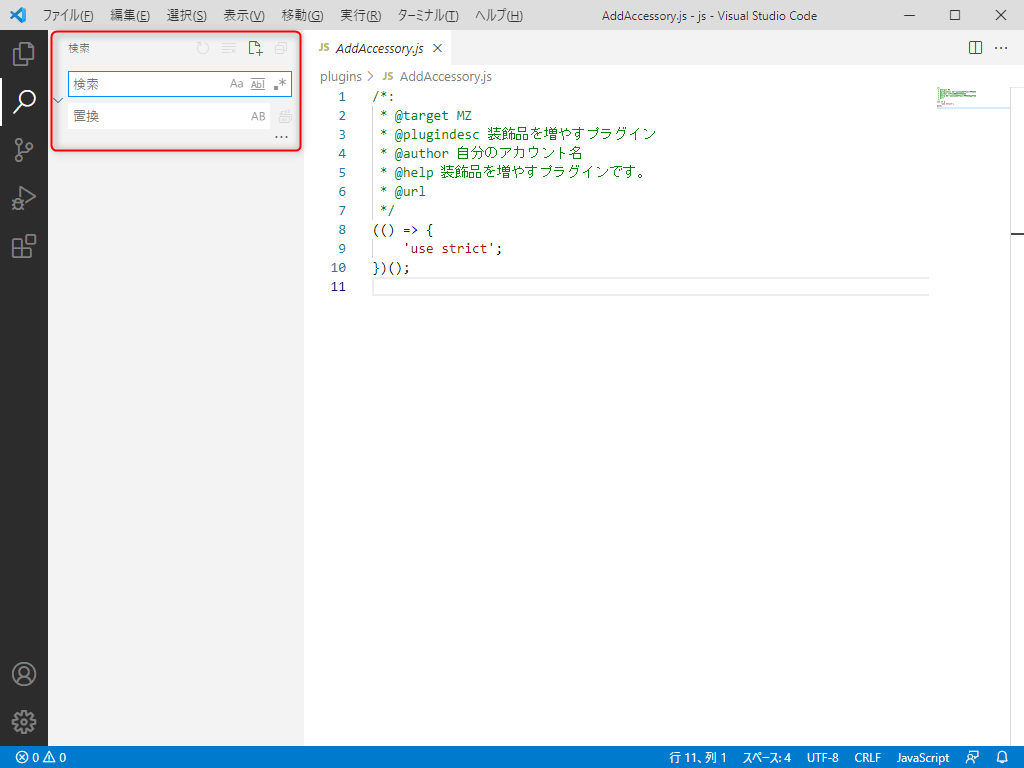 ファイル(F) 編集(E) 選択(S) 表示(V) 移動(G) 実行(R) ターミナル(T) ヘルプ(H) AddAccessory.js - js - Visual Studio Code
検索
検索 Aa Abl .*
置換 AB
...
JS AddAccessory.js
plugins > JS AddAccessory.js
1 /*:
2  * @target MZ
3  * @plugindesc 装飾品を増やすプラグイン
4  * @author 自分のアカウント名
5  * @help 装飾品を増やすプラグインです。
6  * @url
7  */
8 (() => {
9     'use strict';
10 })();
11
0 0 行 11、列 1 スペース: 4 UTF-8 CRLF JavaScript